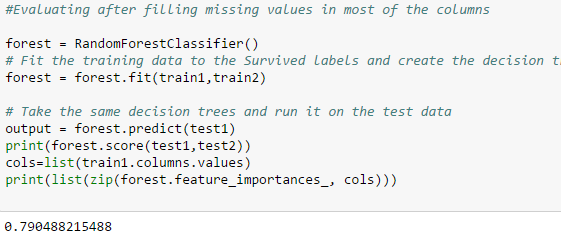 #Evaluating after filling missing values in most of the columns
forest = RandomForestClassifier()
# Fit the training data to the Survived labels and create the decision
forest = forest.fit(train1,train2)
# Take the same decision trees and run it on the test data
output = forest.predict(test1)
print(forest.score(test1,test2))
cols=list(train1.columns.values)
print(list(zip(forest.feature_importances_, cols)))
0.790488215488